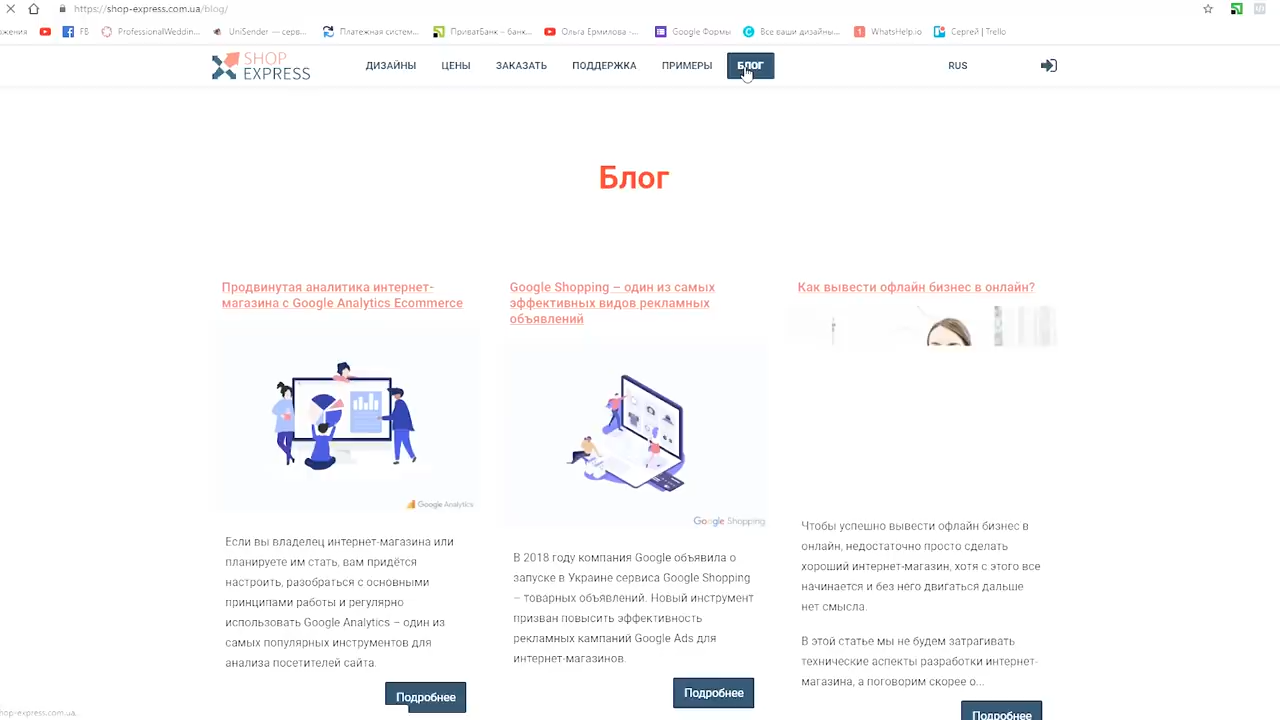 https://shop-express.com.ua/blog/
FB
ProfessionalWeddin...
UniSender — серв...
Платежная систем...
ПриватБанк – банк...
Ольга Ермилова -...
Google Формы
Все ваши дизайны...
WhatsHelp.io
Сергей | Trello
SHOP
EXPRESS
ДИЗАЙНЫ
ЦЕНЫ
ЗАКАЗАТЬ
ПОДДЕРЖКА
ПРИМЕРЫ
БЛОГ
RUS
Блог
Продвинутая аналитика интернет-
магазина с Google Analytics Ecommerce
Google Analytics
Если вы владелец интернет-магазина или
планируете им стать, вам придётся
настроить, разобраться с основными
принципами работы и регулярно
использовать Google Analytics – один из
самых популярных инструментов для
анализа посетителей сайта.
Подробнее
Google Shopping – один из самых
эффективных видов рекламных
объявлений
Google Shopping
В 2018 году компания Google объявила о
запуске в Украине сервиса Google Shopping
– товарных объявлений. Новый инструмент
призван повысить эффективность
рекламных кампаний Google Ads для
интернет-магазинов.
Подробнее
Как вывести офлайн бизнес в онлайн?
Чтобы успешно вывести офлайн бизнес в
онлайн, недостаточно просто сделать
хороший интернет-магазин, хотя с этого все
начинается и без него двигаться дальше
нет смысла.
В этой статье мы не будем затрагивать
технические аспекты разработки интернет-
магазина, а поговорим скорее о...
Подробнее